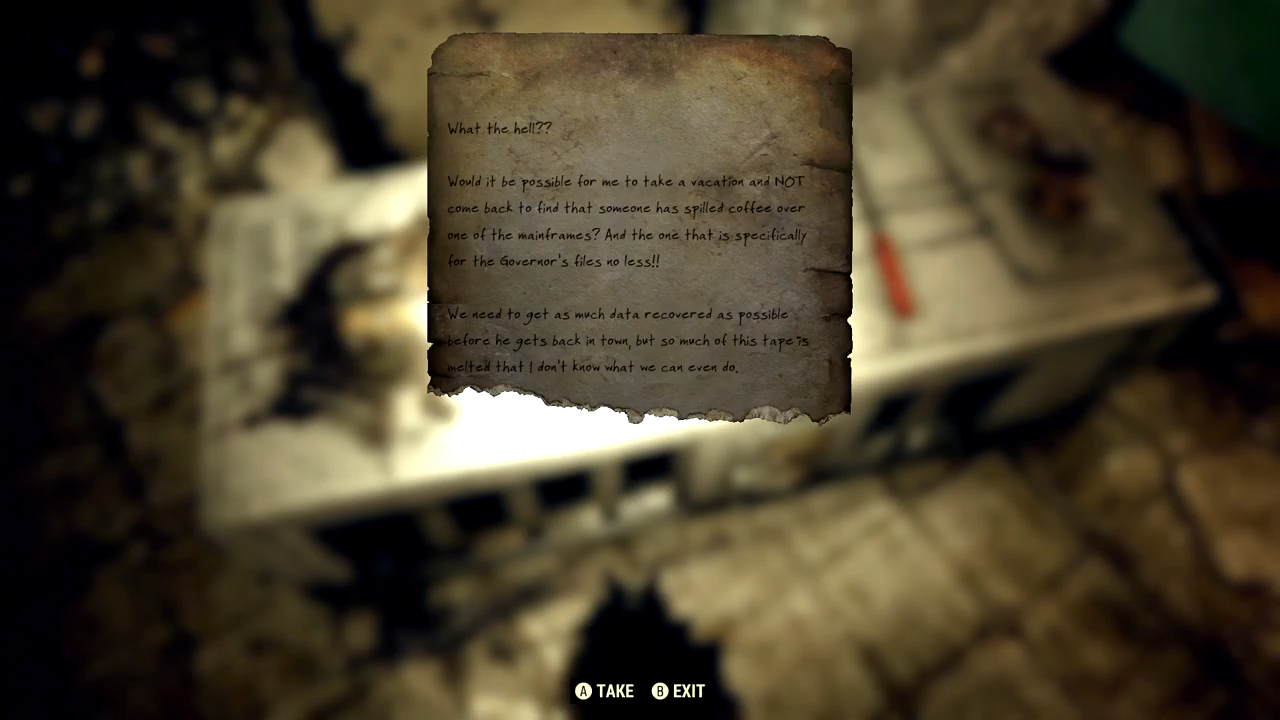 What the hell??
Would it be possible for me to take a vacation and NOT
come back to find that someone has spilled coffee over
one of the mainframes? And the one that is specifically
for the Governor's files no less!!
We need to get as much data recovered as possible
before he gets back in town, but so much of this tape is
melted that I don't know what we can even do.
A TAKE B EXIT